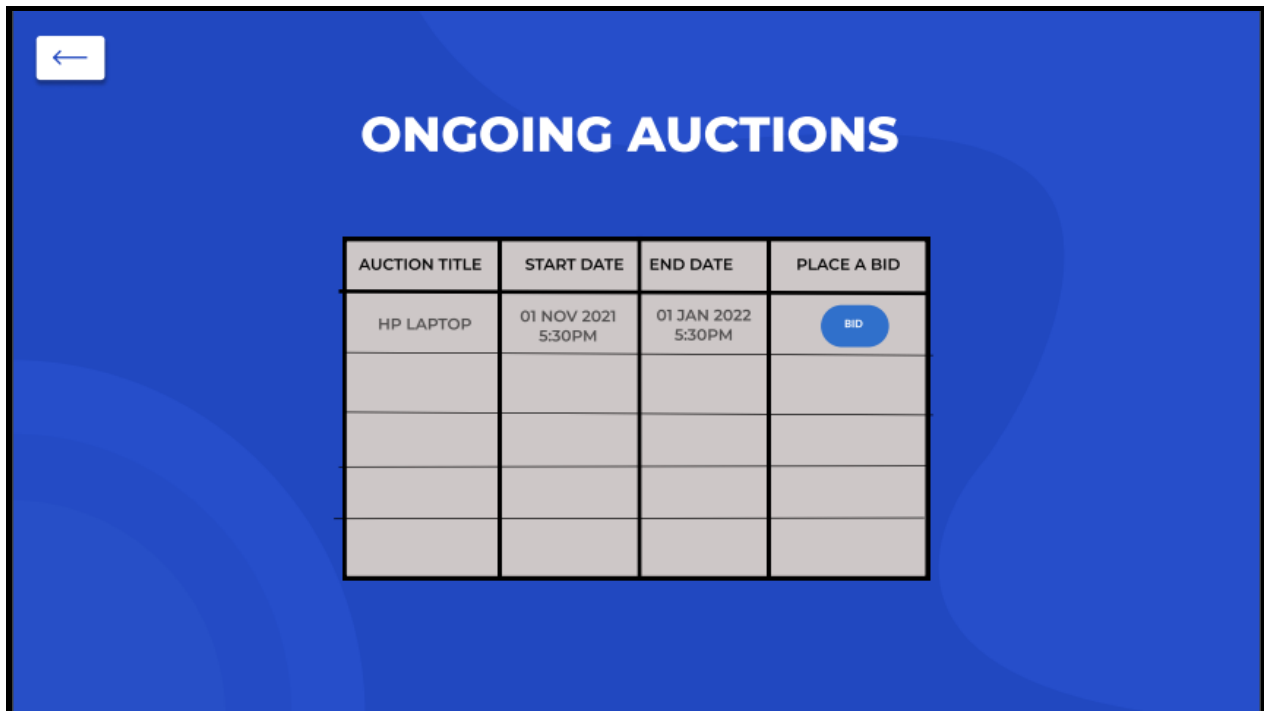 ONGOING AUCTIONS
AUCTION TITLE START DATE END DATE PLACE A BID
HP LAPTOP 01 NOV 2021 01 JAN 2022 BID
5:30PM 5:30PM